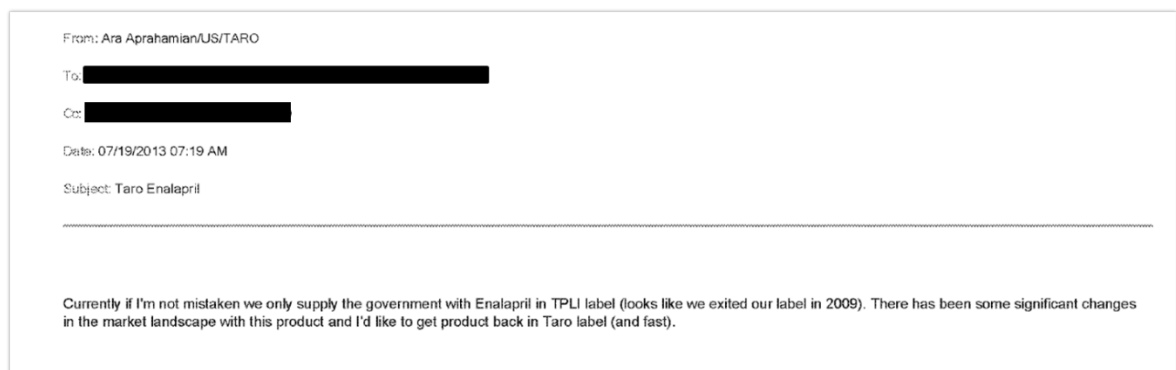 From: Ara Aprahamian/US/TARO
To:
Cc:
Date: 07/19/2013 07:19 AM
Subject: Taro Enalapril
Currently if I'm not mistaken we only supply the government with Enalapril in TPLI label (looks like we exited our label in 2009). There has been some significant changes
in the market landscape with this product and I'd like to get product back in Taro label (and fast).